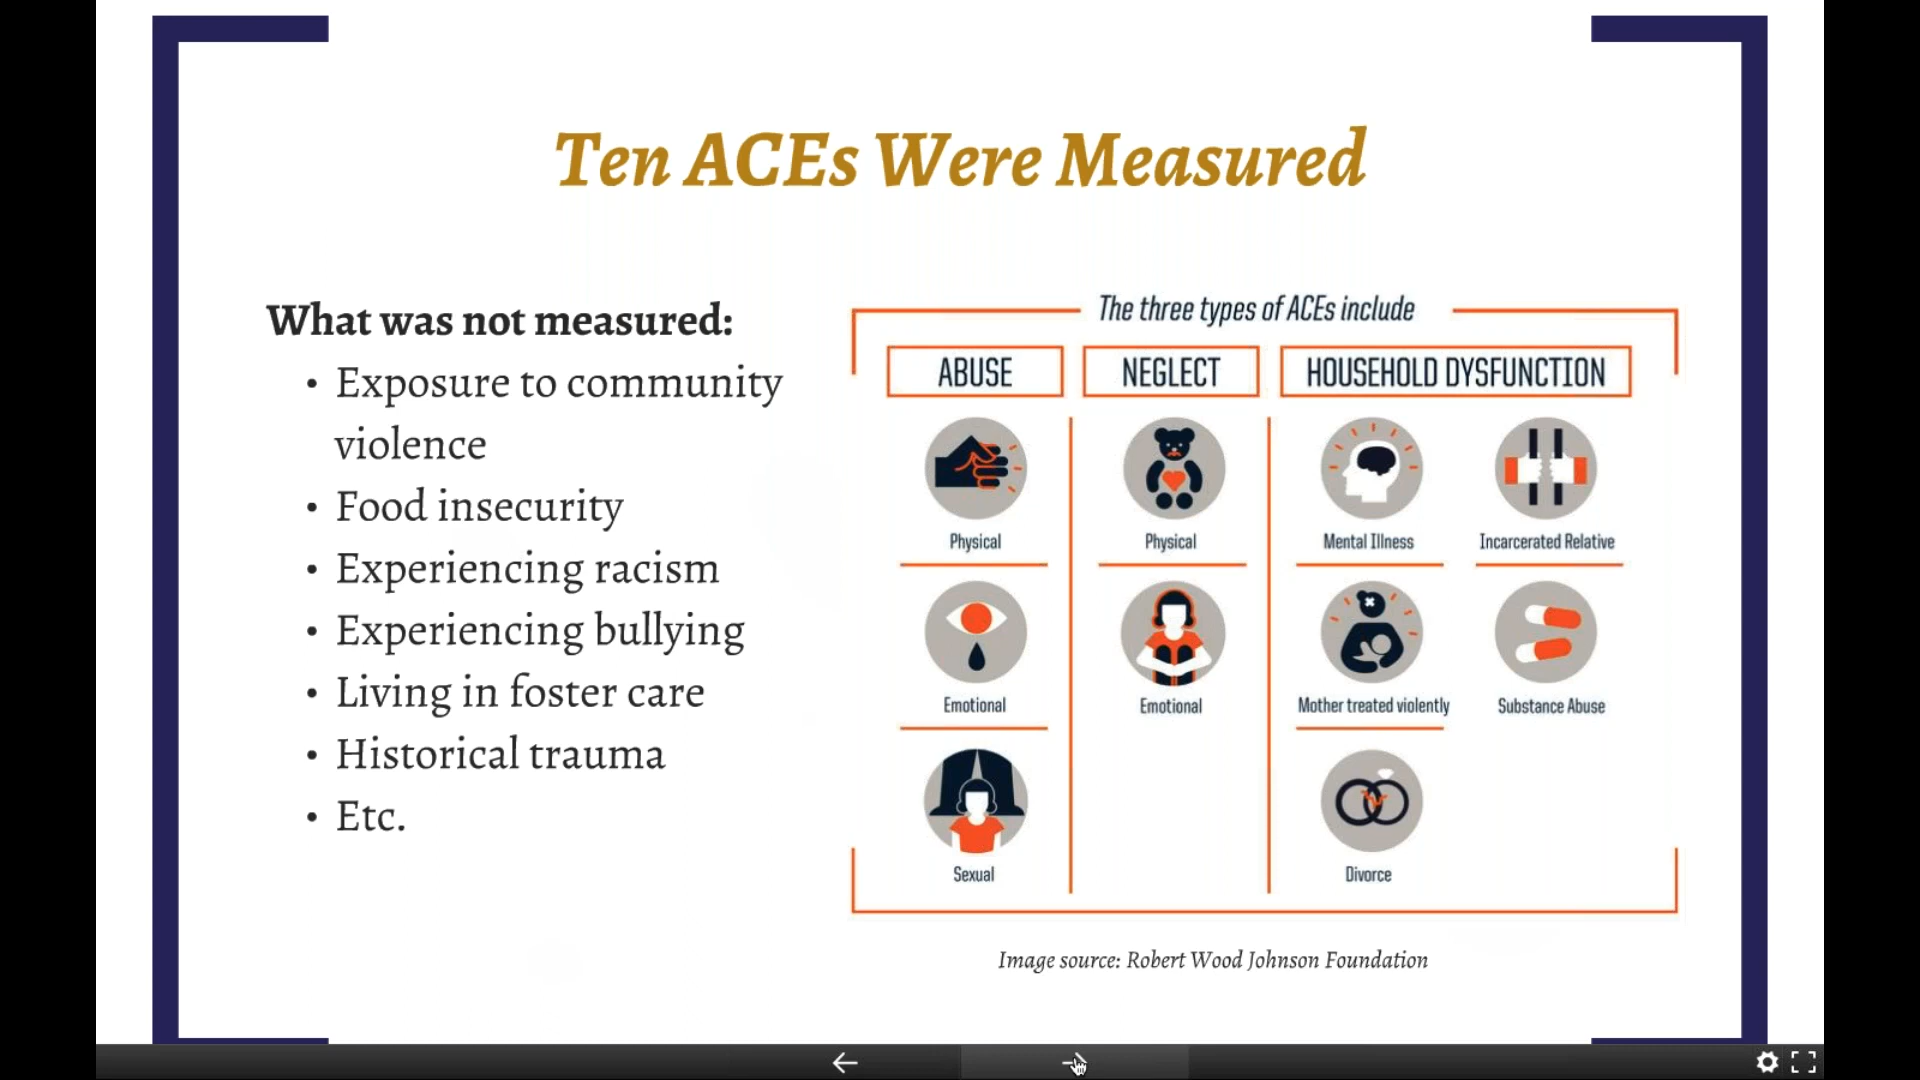 Ten ACEs Were Measured
What was not measured:
• Exposure to community
violence
• Food insecurity
• Experiencing racism
• Experiencing bullying
• Living in foster care
• Historical trauma
• Etc.
The three types of ACEs include
ABUSE
NEGLECT
HOUSEHOLD DYSFUNCTION
Physical
Physical
Mental Illness
Incarcerated Relative
Emotional
Emotional
Mother treated violently
Substance Abuse
Sexual
Divorce
Image source: Robert Wood Johnson Foundation